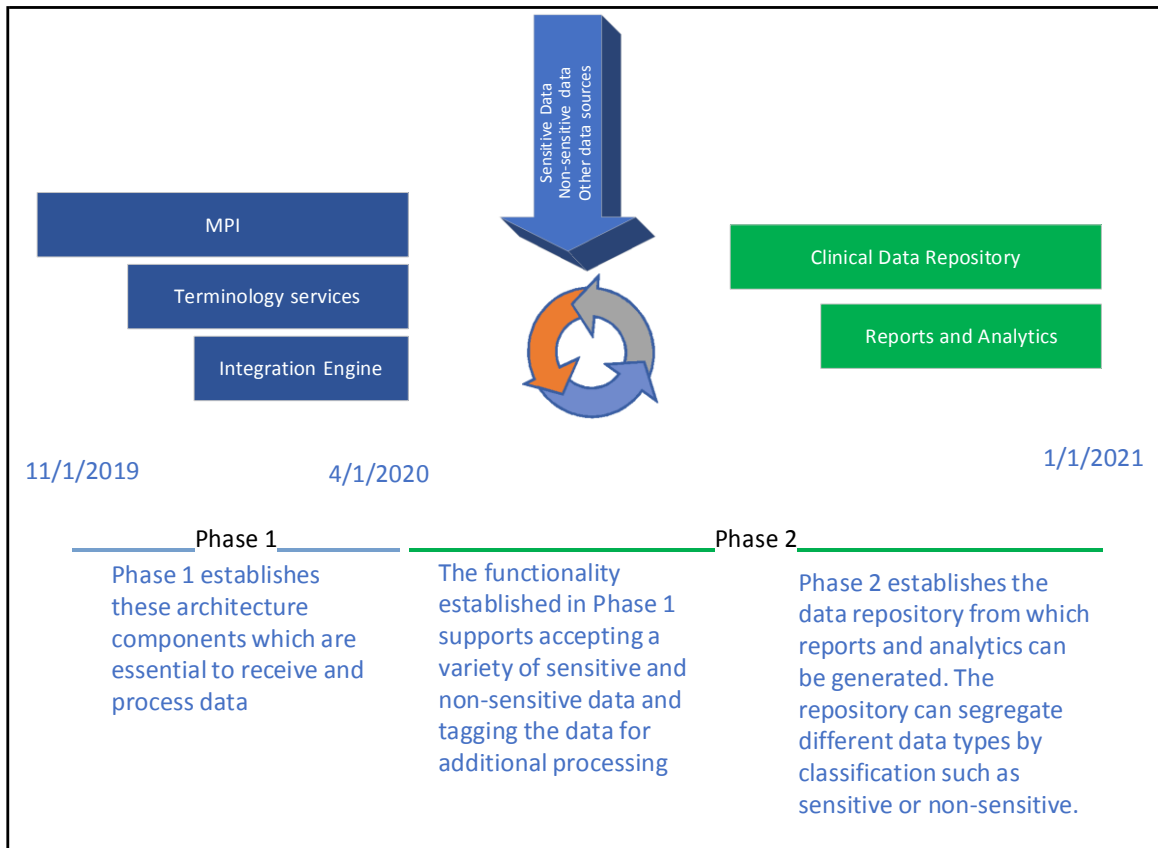 Sensitive Data
Non-sensitive data
Other data sources
MPI
Terminology services
Integration Engine
Clinical Data Repository
Reports and Analytics
11/1/2019
4/1/2020
1/1/2021
Phase 1
Phase 2
Phase 1 establishes
these architecture
components which are
essential to receive and
process data
The functionality
established in Phase 1
supports accepting a
variety of sensitive and
non-sensitive data and
tagging the data for
additional processing
Phase 2 establishes the
data repository from which
reports and analytics can
be generated. The
repository can segregate
different data types by
classification such as
sensitive or non-sensitive.